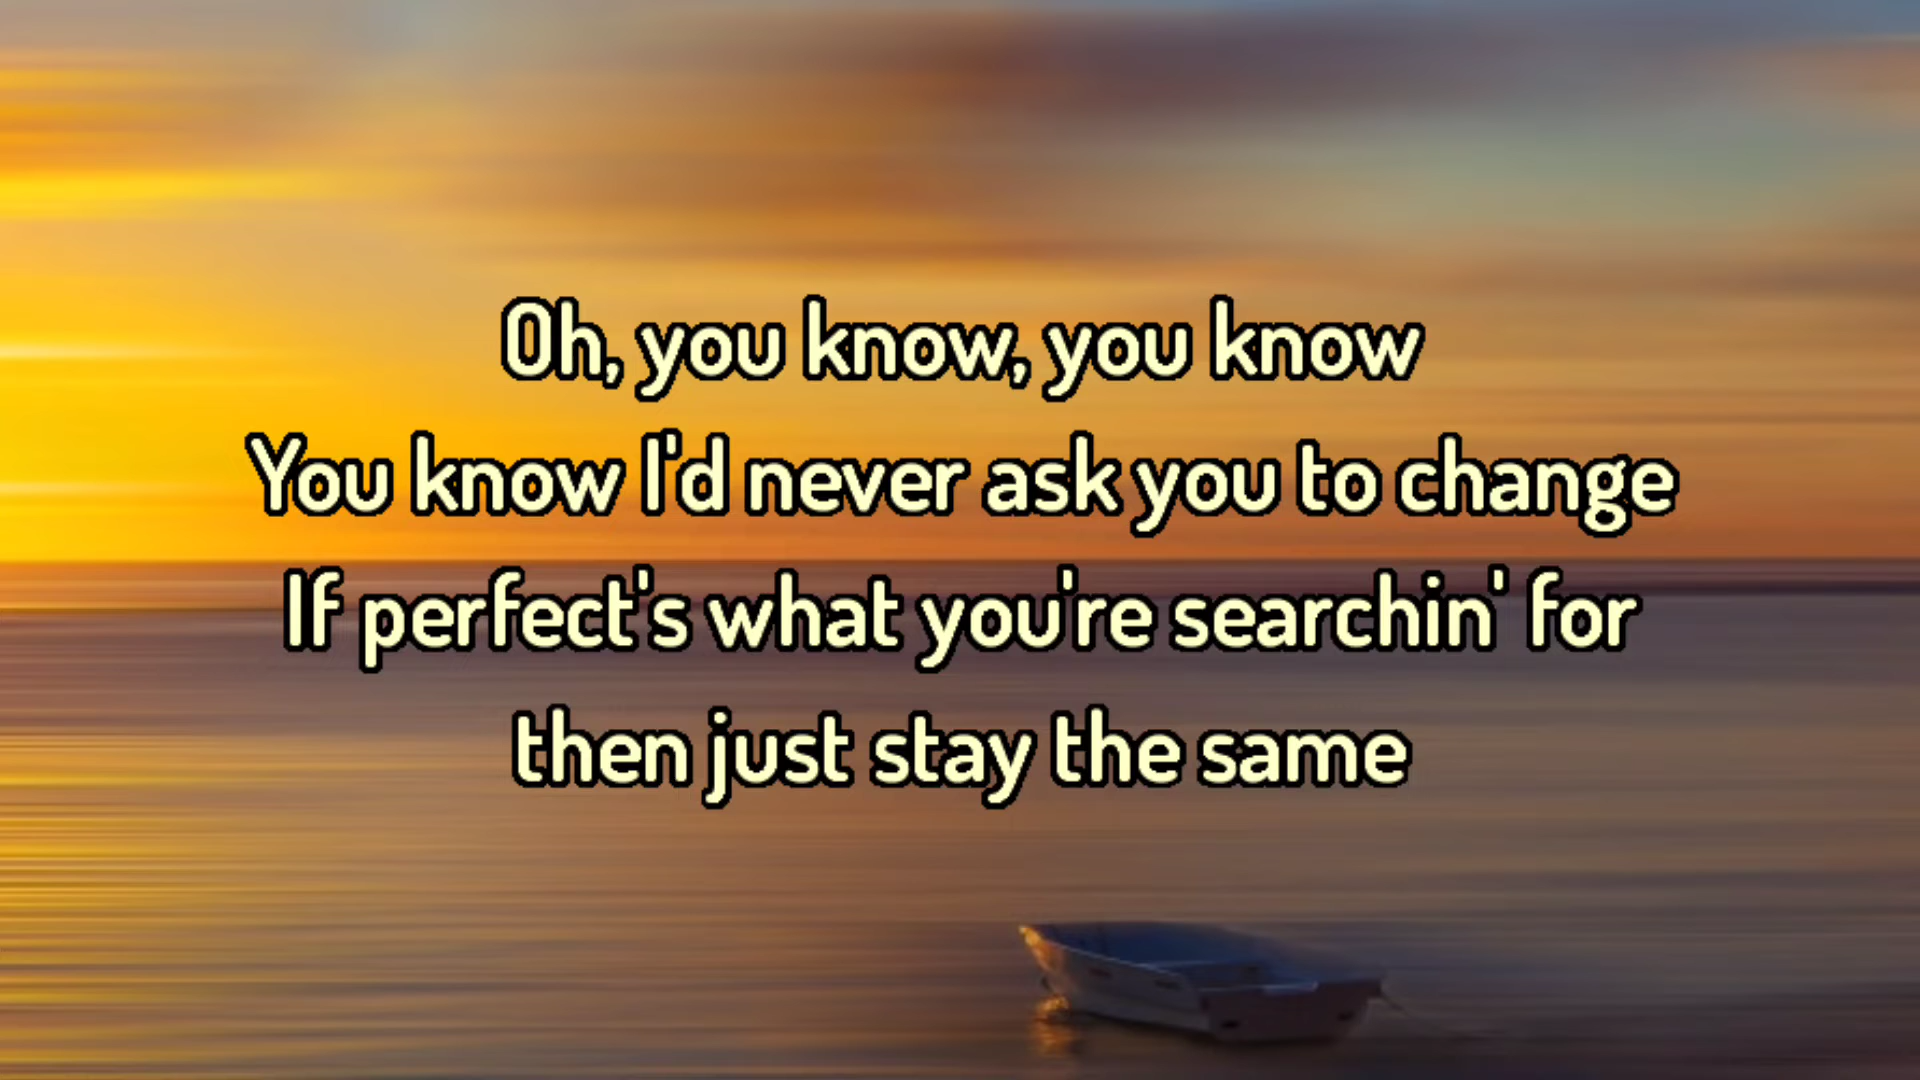 Oh, you know, you know
You know I'd never ask you to change
If perfect's what you're searchin' for
then just stay the same